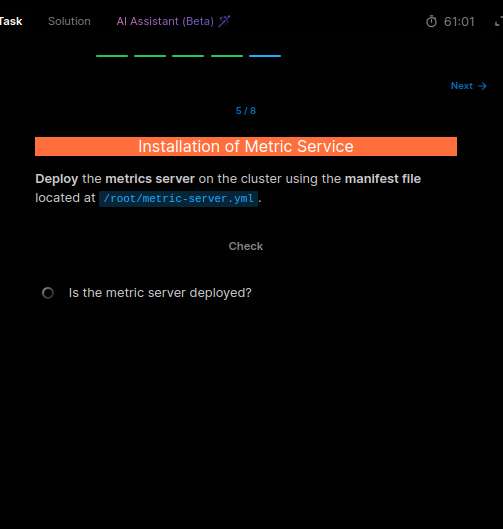 Task Solution AI Assistant (Beta) 61:01
Next →
5 / 8
Installation of Metric Service
Deploy the metrics server on the cluster using the manifest file
located at /root/metric-server.yml.
Check
Is the metric server deployed?